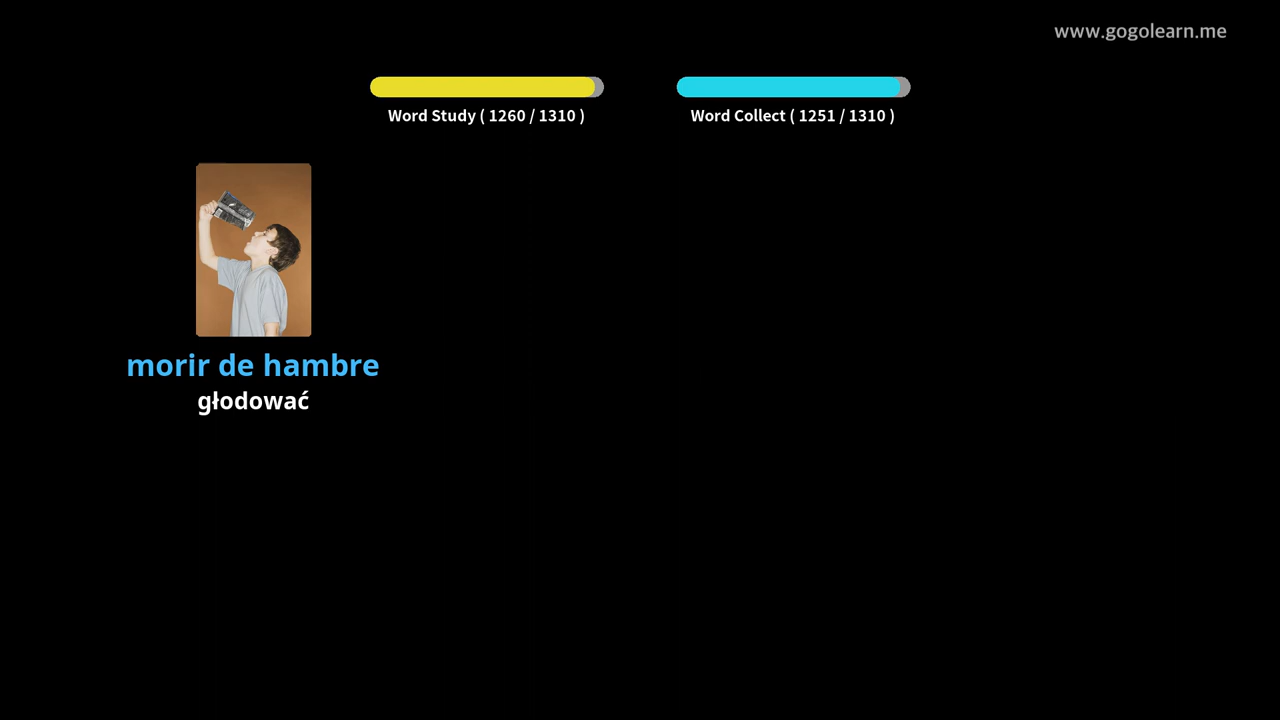 www.gogolearn.me
Word Study ( 1260 / 1310 )
Word Collect ( 1251 / 1310 )
morir de hambre
głodować